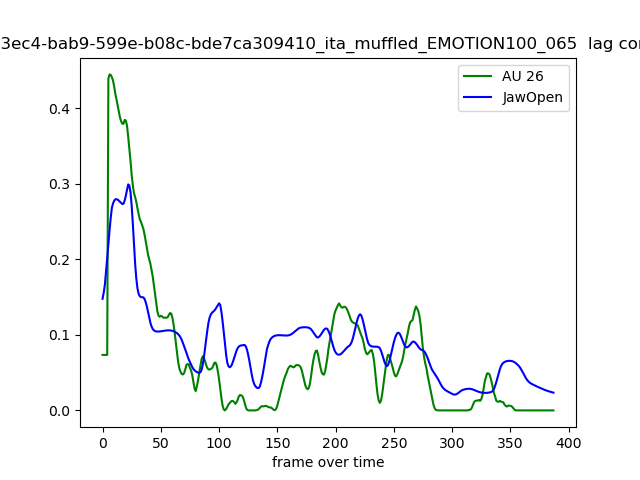 3ec4-bab9-599e-b08c-bde7ca309410_ita_muffled_EMOTION100_065 lag
AU 26
JawOpen
0.4
0.3
0.2
0.1
0.0
0 50 100 150 200 250 300 350 400
frame over time